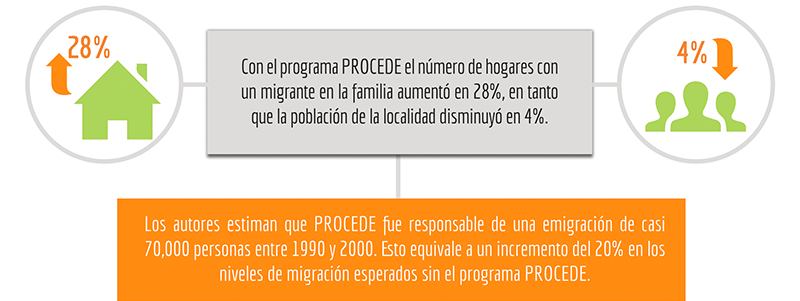 28%
Con el programa PROCEDE el número de hogares con
un migrante en la familia aumentó en 28%, en tanto
que la población de la localidad disminuyó en 4%.
4%
Los autores estiman que PROCEDE fue responsable de una emigración de casi
70,000 personas entre 1990 y 2000. Esto equivale a un incremento del 20% en los
niveles de migración esperados sin el programa PROCEDE.